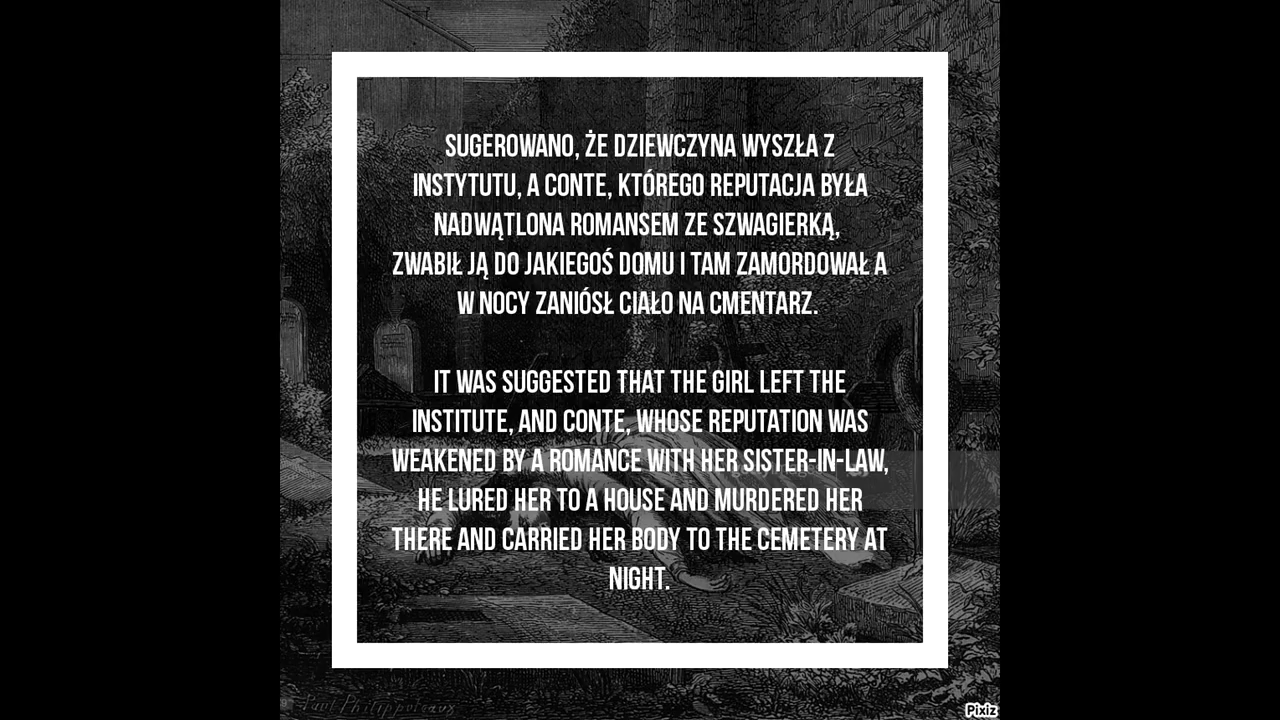 SUGEROWANO, ŻE DZIEWCZYNA WYSZŁA Z
INSTYTUTU, A CONTE, KTÓREGO REPUTACJA BYŁA
NADWĄTLONA ROMANSEM ZE SZWAGIERKĄ,
ZWABIŁ JĄ DO JAKIEGOŚ DOMU I TAM ZAMORDOWAŁ A
W NOCY ZANIÓSŁ CIAŁO NA CMENTARZ.
IT WAS SUGGESTED THAT THE GIRL LEFT THE
INSTITUTE, AND CONTE, WHOSE REPUTATION WAS
WEAKENED BY A ROMANCE WITH HER SISTER-IN-LAW,
HE LURED HER TO A HOUSE AND MURDERED HER
THERE AND CARRIED HER BODY TO THE CEMETERY AT
NIGHT.
Paul Philippoteaux
Pixiz